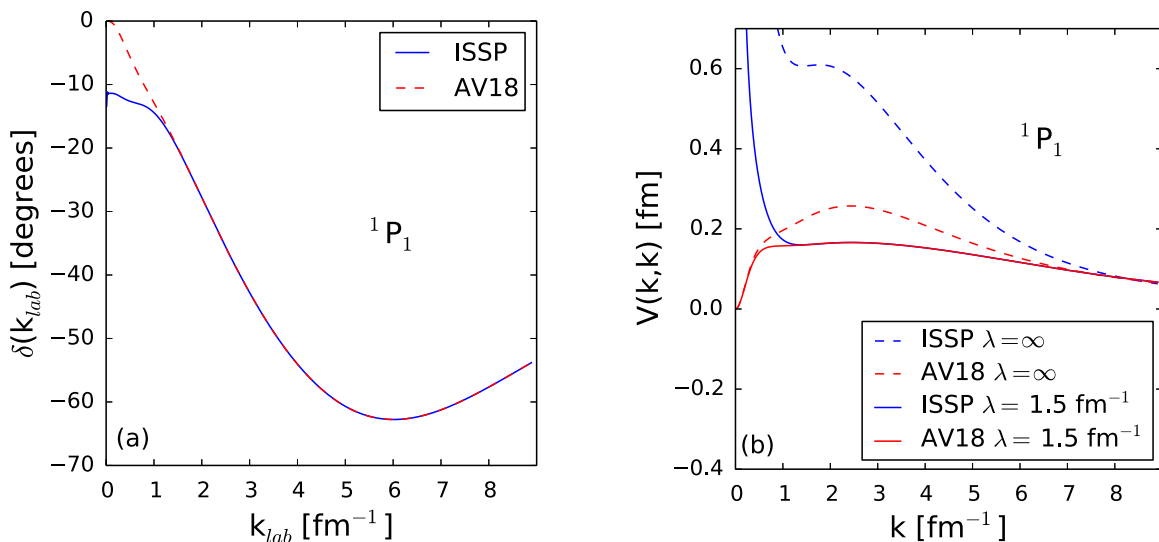 0
−10
−20
−30
−40
−50
−60
−70
δ(k_lab) [degrees]
ISSP
AV18
¹P₁
(a)
0 1 2 3 4 5 6 7 8
k_lab [fm⁻¹]
0.6
0.4
0.2
0.0
−0.2
−0.4
V(k,k) [fm]
¹P₁
ISSP λ=∞
AV18 λ=∞
ISSP λ= 1.5 fm⁻¹
AV18 λ= 1.5 fm⁻¹
(b)
0 1 2 3 4 5 6 7 8
k [fm⁻¹]